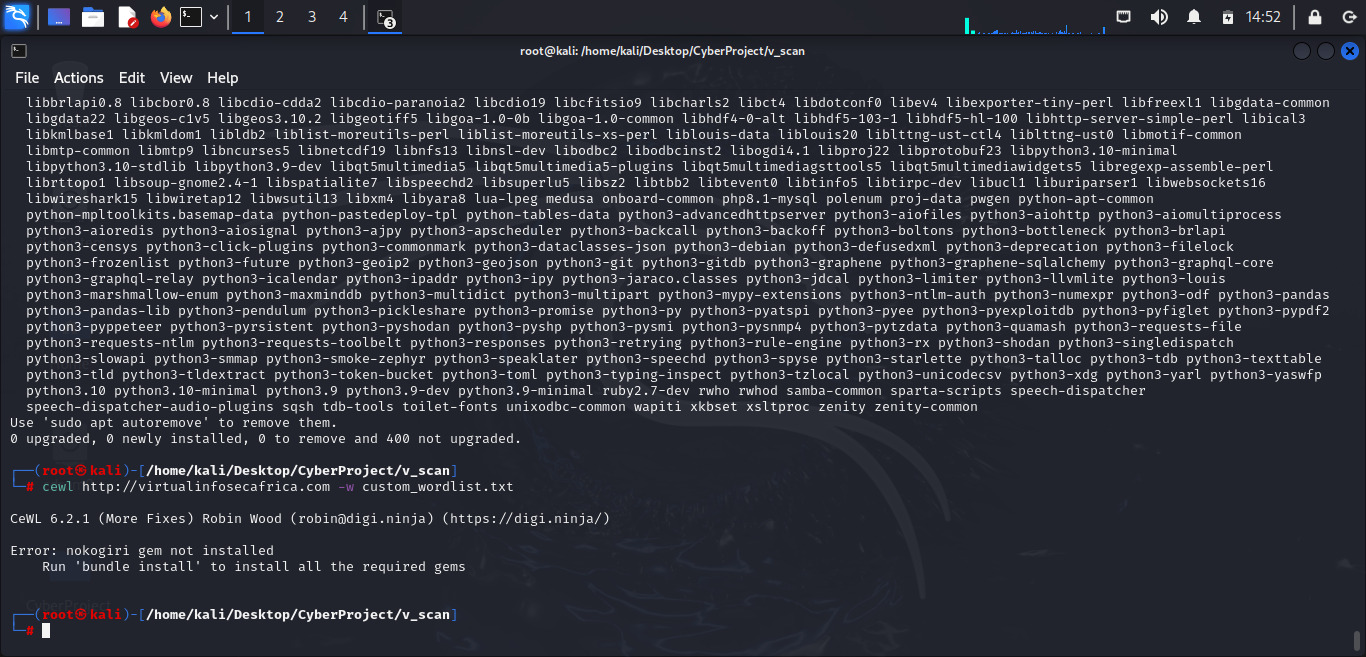 1 2 3 4 3 14:52
root@kali: /home/kali/Desktop/CyberProject/v_scan
File Actions Edit View Help
libbrlapi0.8 libcbor0.8 libcdio-cdda2 libcdio-paranoia2 libcdio19 libcfitsio9 libcharls2 libct4 libdotconf0 libev4 libexporter-tiny-perl libfreexl1 libgdata-common
libgdata22 libgeos-c1v5 libgeos3.10.2 libgeotiff5 libgoa-1.0-0b libgoa-1.0-common libhdf4-0-alt libhdf5-103-1 libhdf5-hl-100 libhttp-server-simple-perl libical3
libkmlbase1 libkmldom1 libldb2 liblist-moreutils-perl liblist-moreutils-xs-perl liblouis-data liblouis20 liblttng-ust-ctl4 liblttng-ust0 libmotif-common
libmtp-common libmtp9 libncurses5 libnetcdf19 libnfs13 libnsl-dev libodbc2 libodbcinst2 libogdi4.1 libproj22 libprotobuf23 libpython3.10-minimal
libpython3.10-stdlib libpython3.9-dev libqt5multimedia5 libqt5multimedia5-plugins libqt5multimediagsttools5 libqt5multimediawidgets5 libregexp-assemble-perl
librttopo1 libsoup-gnome2.4-1 libspatialite7 libspeechd2 libsuperlu5 libsz2 libtbb2 libtevent0 libtinfo5 libtirpc-dev libucl1 liburiparser1 libwebsockets16
libwireshark15 libwiretap12 libwsutil13 libxm4 libyara8 lua-lpeg medusa onboard-common php8.1-mysql polenum proj-data pwgen python-apt-common
python-mpltoolkits.basemap-data python-pastedeploy-tpl python-tables-data python3-advancedhttpserver python3-aiofiles python3-aiohttp python3-aiomultiprocess
python3-aioredis python3-aiosignal python3-ajpy python3-apscheduler python3-backcall python3-backoff python3-boltons python3-bottleneck python3-brlapi
python3-censys python3-click-plugins python3-commonmark python3-dataclasses-json python3-debian python3-defusedxml python3-deprecation python3-filelock
python3-frozenlist python3-future python3-geoip2 python3-geojson python3-git python3-gitdb python3-graphene python3-graphene-sqlalchemy python3-graphql-core
python3-graphql-relay python3-icalendar python3-ipaddr python3-ipy python3-jaraco.classes python3-jdcal python3-limiter python3-llvmlite python3-louis
python3-marshmallow-enum python3-maxminddb python3-multidict python3-multipart python3-mypy-extensions python3-ntlm-auth python3-numexpr python3-odf python3-pandas
python3-pandas-lib python3-pendulum python3-pickleshare python3-promise python3-py python3-pyatspi python3-pyee python3-pyexploitdb python3-pyfiglet python3-pypdf2
python3-pyppeteer python3-pyrsistent python3-pyshodan python3-pyshp python3-pysmi python3-pysnmp4 python3-pytzdata python3-quamash python3-requests-file
python3-requests-ntlm python3-requests-toolbelt python3-responses python3-retrying python3-rule-engine python3-rx python3-shodan python3-singledispatch
python3-slowapi python3-smmap python3-smoke-zephyr python3-speaklater python3-speechd python3-spyse python3-starlette python3-talloc python3-tdb python3-texttable
python3-tld python3-tldextract python3-token-bucket python3-toml python3-typing-inspect python3-tzlocal python3-unicodecsv python3-xdg python3-yarl python3-yaswfp
python3.10 python3.10-minimal python3.9 python3.9-dev python3.9-minimal ruby2.7-dev rwho rwhod samba-common sparta-scripts speech-dispatcher
speech-dispatcher-audio-plugins sqsh tdb-tools toilet-fonts unixodbc-common wapiti xkbset xsltproc zenity zenity-common
Use 'sudo apt autoremove' to remove them.
0 upgraded, 0 newly installed, 0 to remove and 400 not upgraded.
┌──(root㉿kali)-[/home/kali/Desktop/CyberProject/v_scan]
└─# cewl http://virtualinfosecafrica.com -w custom_wordlist.txt
CeWL 6.2.1 (More Fixes) Robin Wood (robin@digi.ninja) (https://digi.ninja/)
Error: nokogiri gem not installed
Run 'bundle install' to install all the required gems
┌──(root㉿kali)-[/home/kali/Desktop/CyberProject/v_scan]
└─#